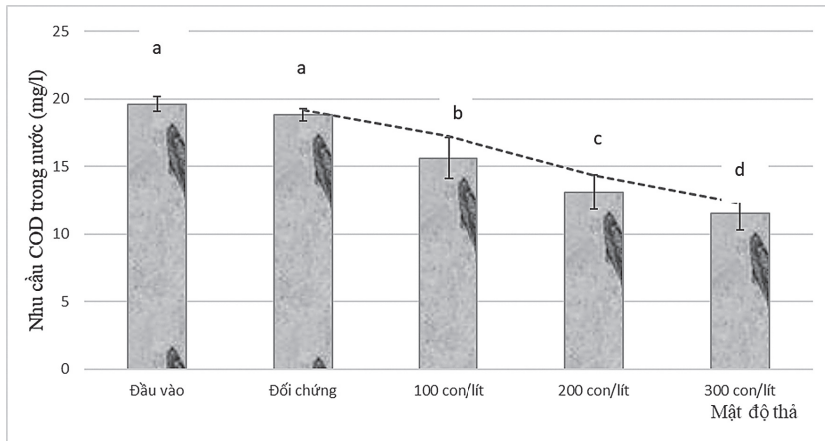 Nhu cầu COD trong nước (mg/l)
25
20
15
10
5
0
a
a
b
c
d
Đầu vào
Đối chứng
100 con/lít
200 con/lít
300 con/lít
Mật độ thả